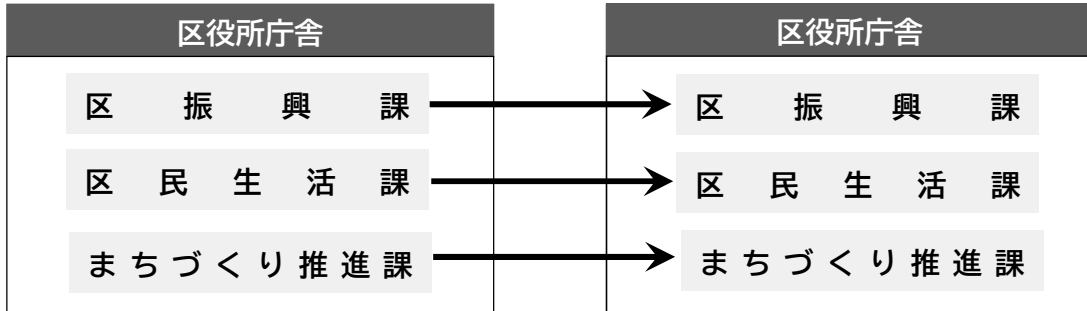 区役所庁舎
区振興課
区民生活課
まちづくり推進課
区役所庁舎
区振興課
区民生活課
まちづくり推進課